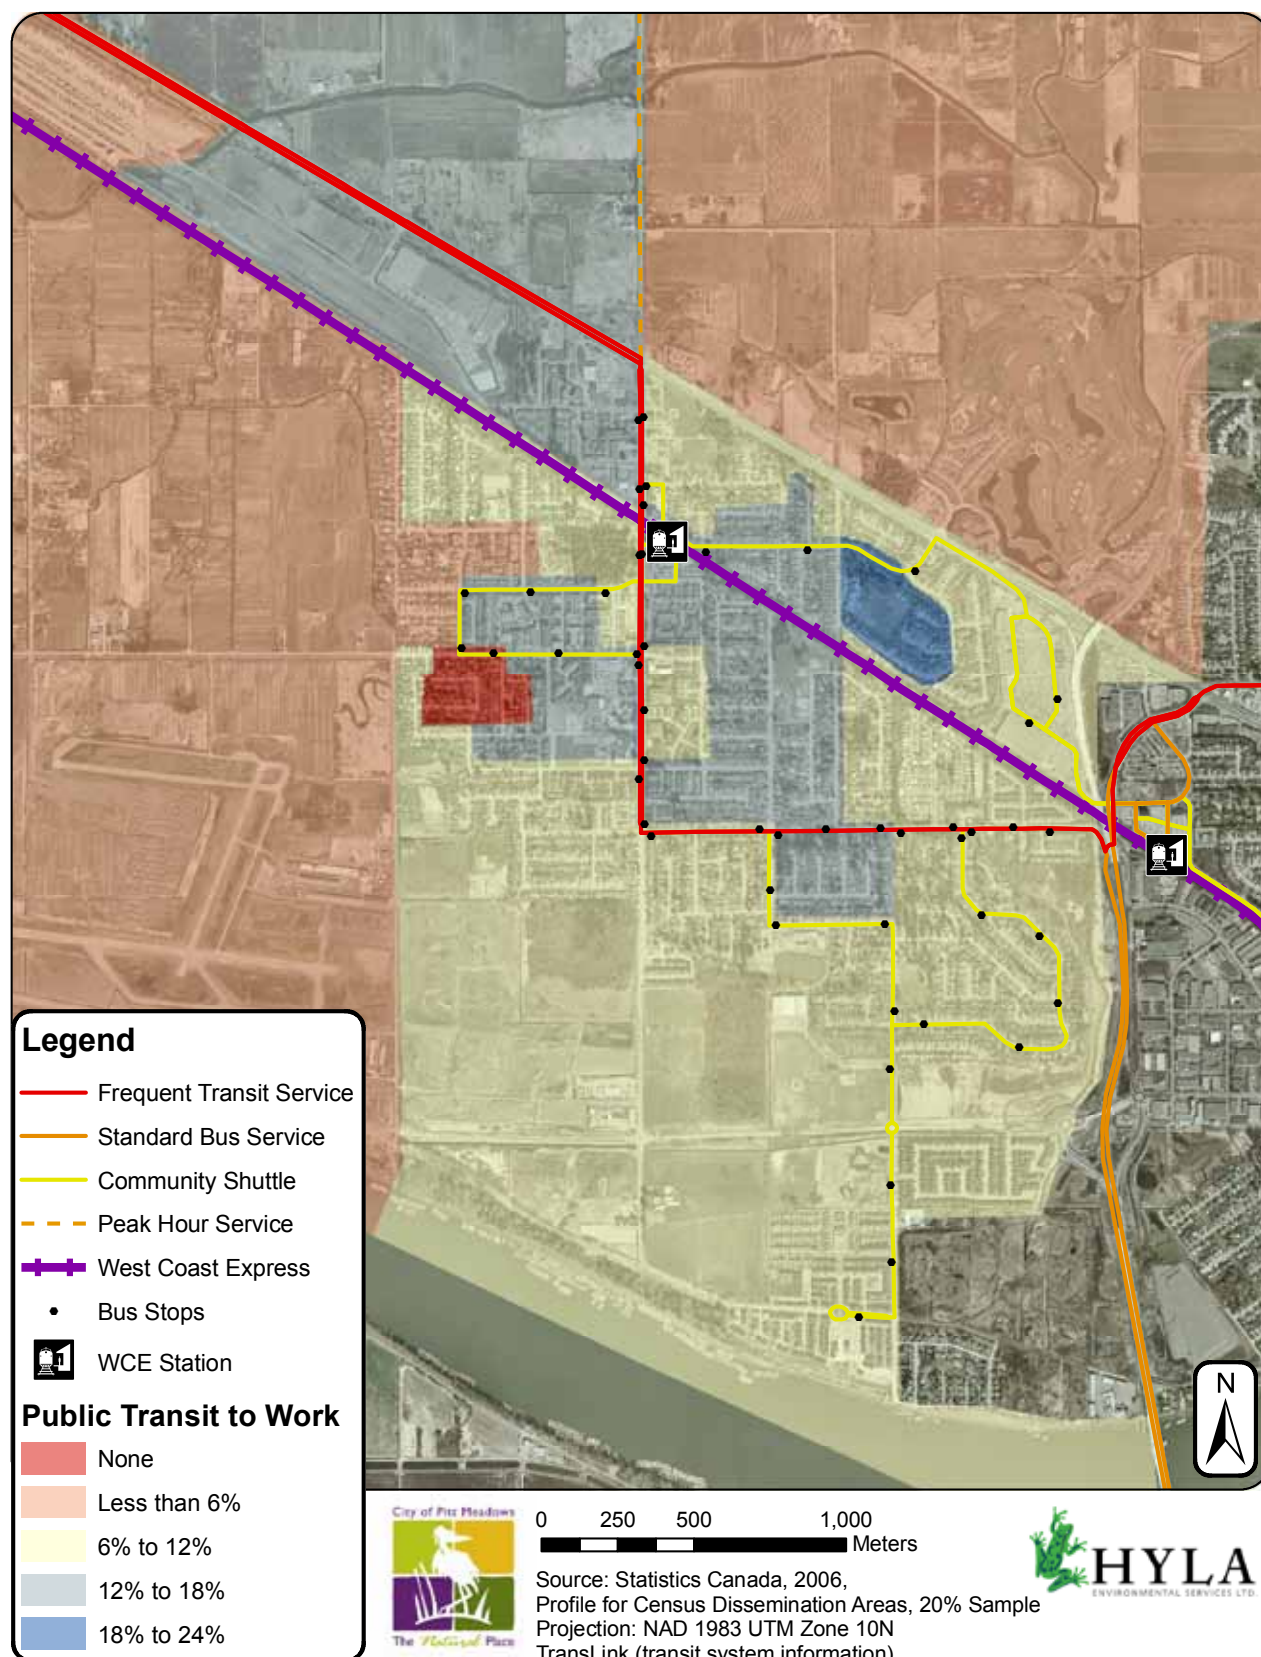 Legend
Frequent Transit Service
Standard Bus Service
Community Shuttle
Peak Hour Service
West Coast Express
Bus Stops
WCE Station
Public Transit to Work
None
Less than 6%
6% to 12%
12% to 18%
18% to 24%
N
City of Pitt Meadows
The Natural Place
0 250 500 1,000
Meters
Source: Statistics Canada, 2006,
Profile for Census Dissemination Areas, 20% Sample
Projection: NAD 1983 UTM Zone 10N
TransLink (transit system information)
HYLA
ENVIRONMENTAL SERVICES LTD.